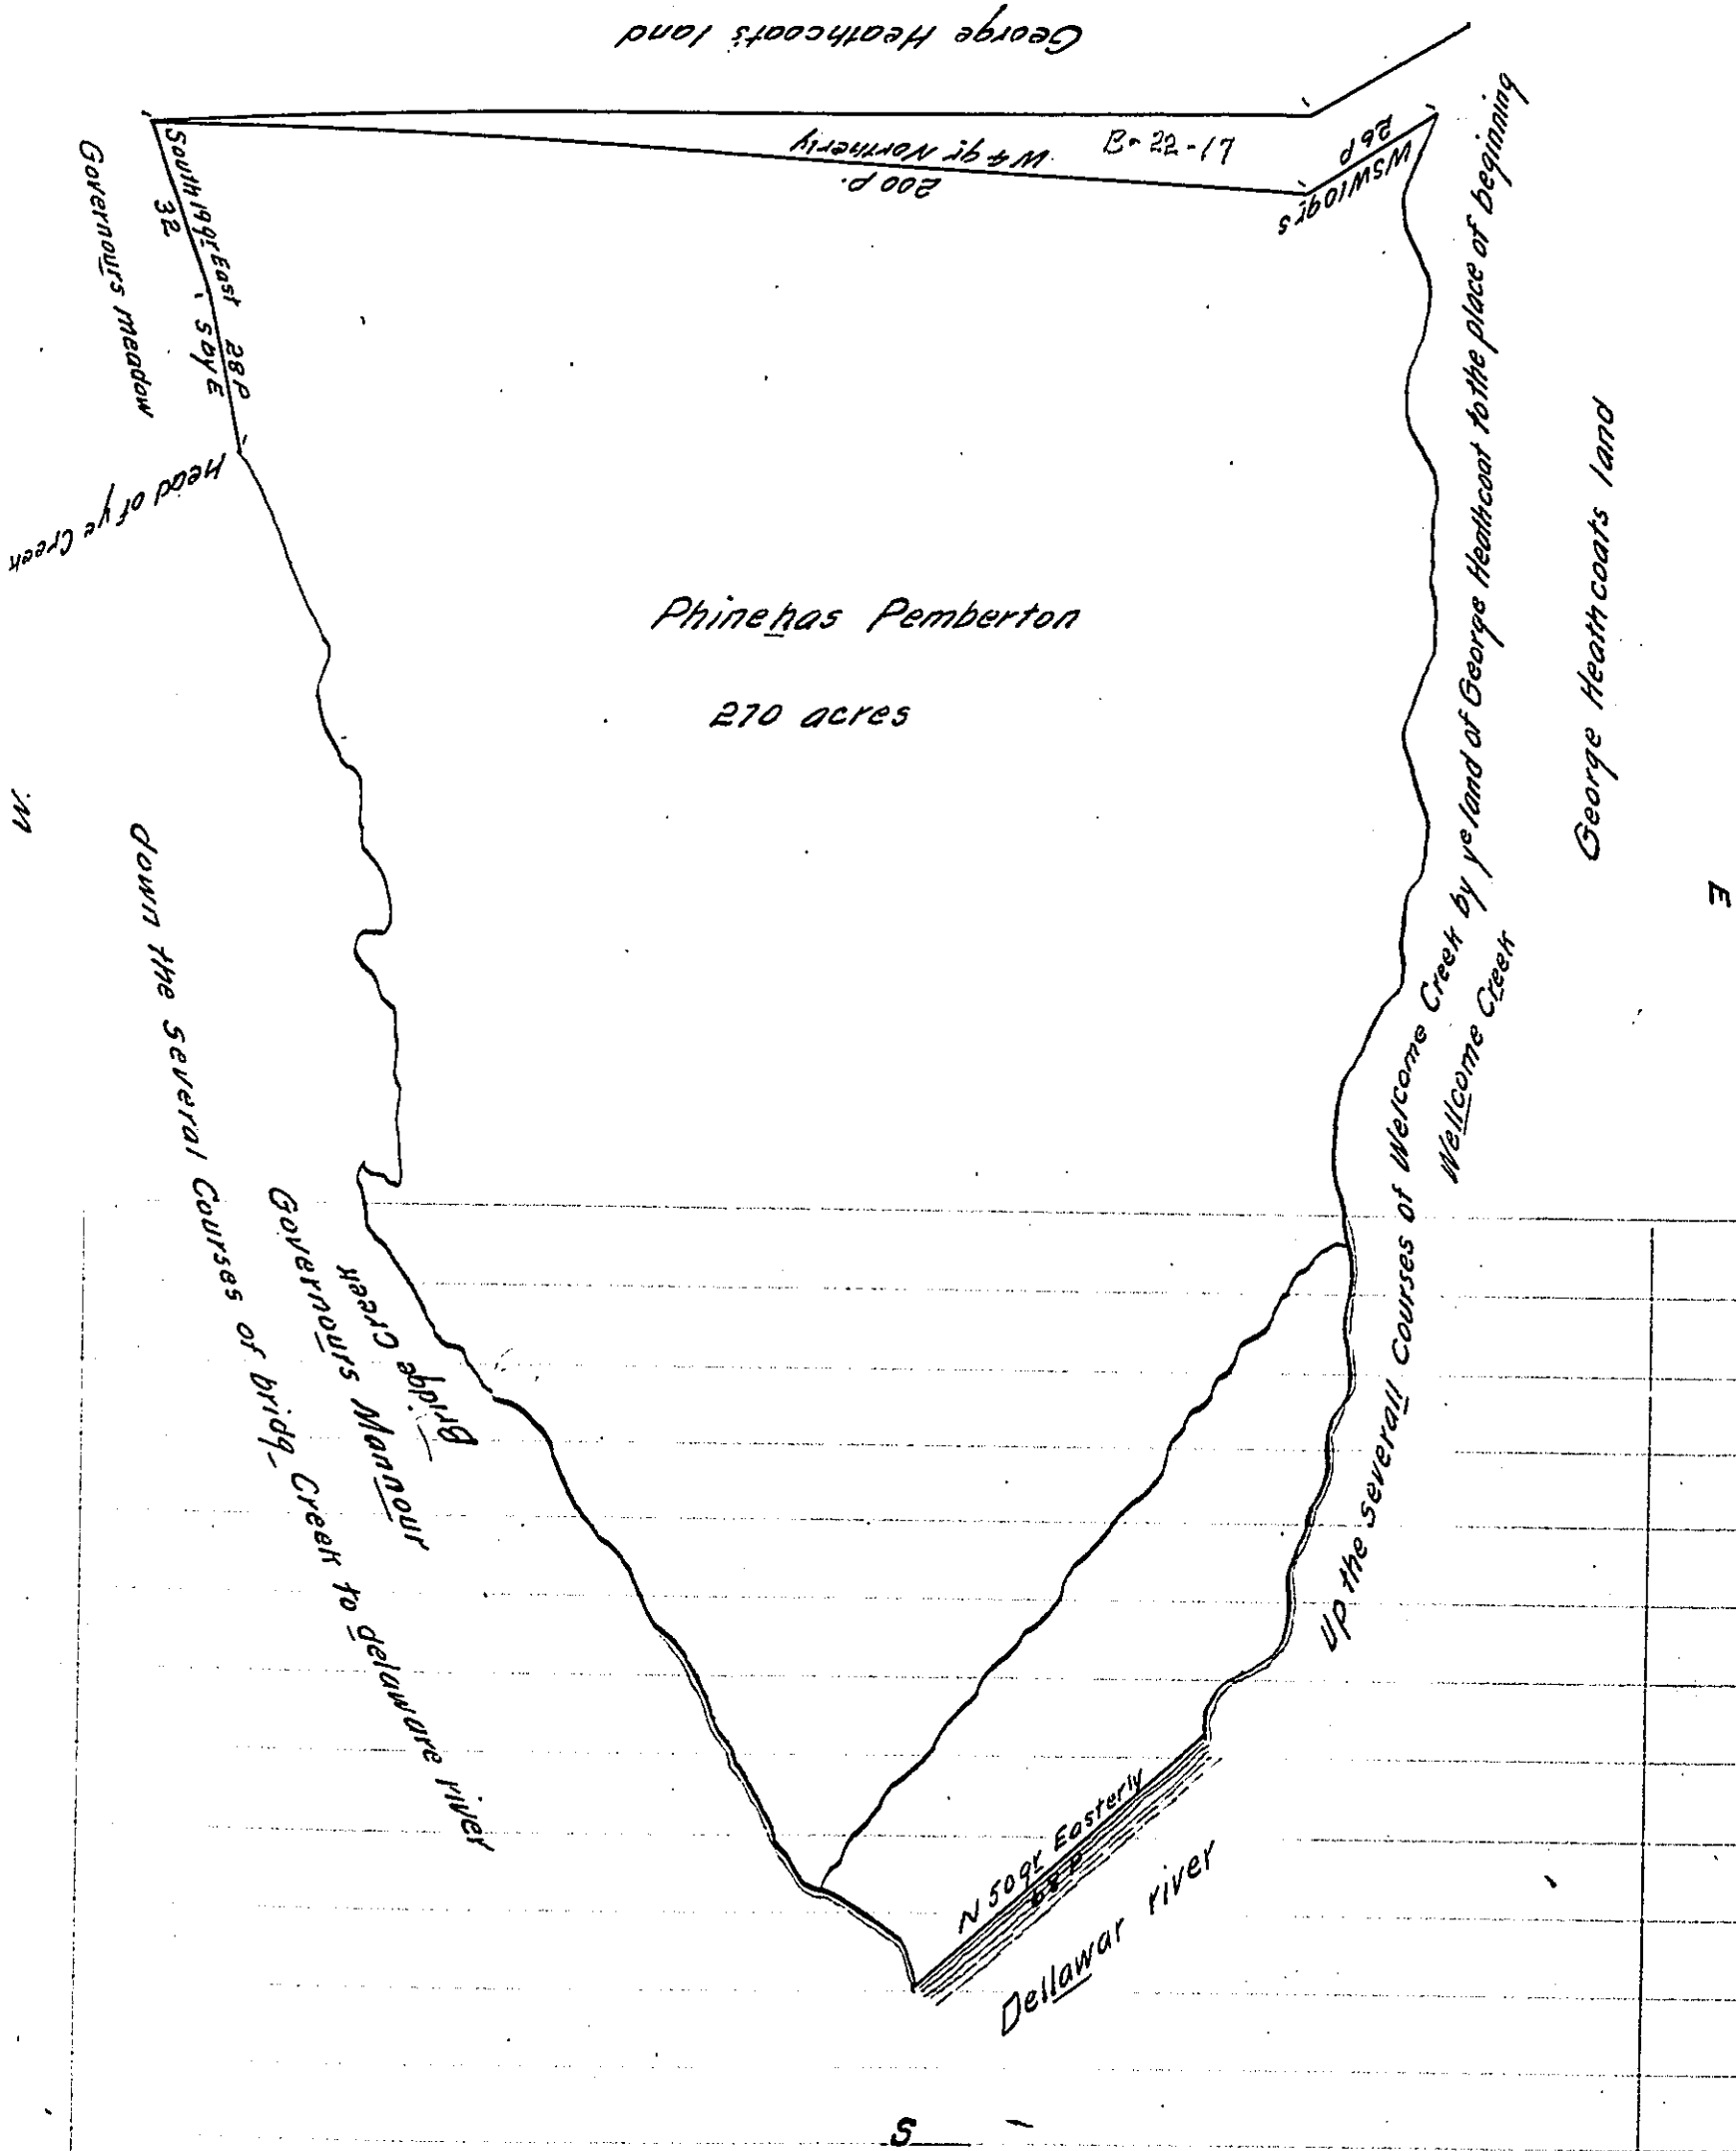 George Heathcoats land
B-22-17
W 4 gr Northerly
200 p.
WSW 10 grs
26 P
South 19 gr East
32
28 P
S by E
Governours meadow
Head of ye Creek
Phinehas Pemberton
270 acres
George Heathcoats land
E
up the severall Courses of Welcome Creek by ye land of George Heathcoat to the place of beginning
Wellcome Creek
down the several Courses of bridg Creek to delaware river
Governours Mannour
Bridge Creek
N 50 gr Easterly
68 P
Dellawar river
S